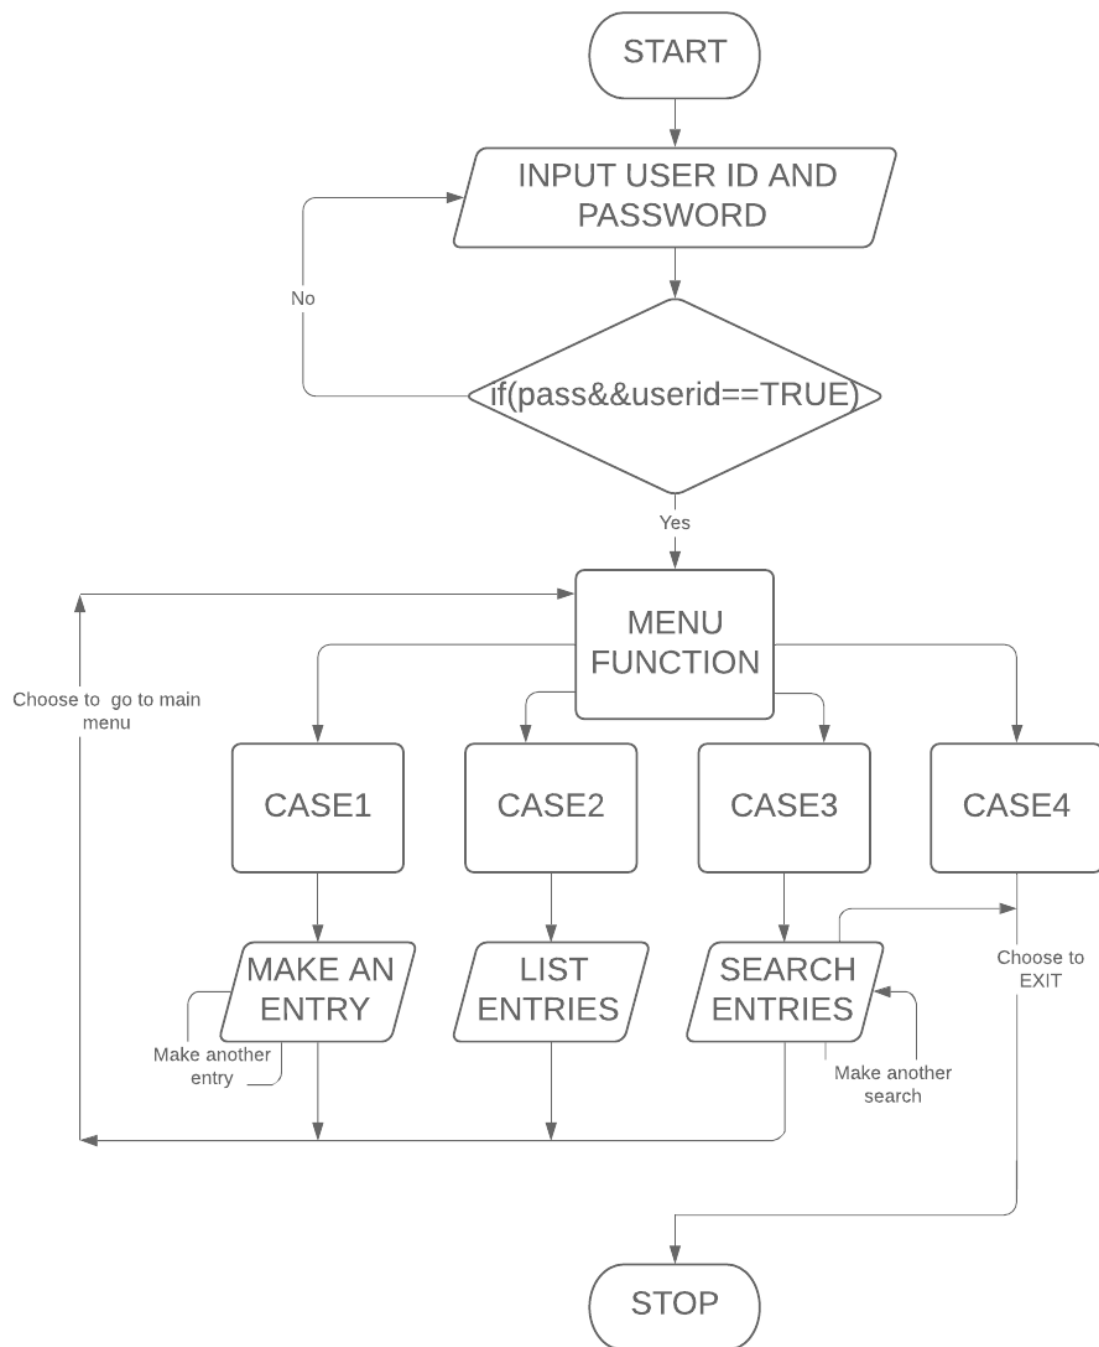 START
INPUT USER ID AND
PASSWORD
No
if(pass&&userid==TRUE)
Yes
MENU
FUNCTION
Choose to  go to main
menu
CASE1
CASE2
CASE3
CASE4
MAKE AN
ENTRY
LIST
ENTRIES
SEARCH
ENTRIES
Choose to
EXIT
Make another
entry
Make another
search
STOP